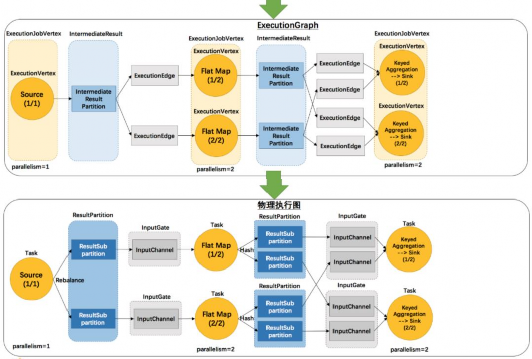 ExecutionGraph
ExecutionJobVertex
IntermediateResult
ExecutionJobVertex
IntermediateResult
ExecutionJobVertex
ExecutionVertex
Source
(1/1)
Intermediate
Result
Partition
ExecutionEdge
ExecutionEdge
ExecutionVertex
Flat Map
(1/2)
ExecutionVertex
Flat Map
(2/2)
Intermediate
Result
Partition
Intermediate
Result
Partition
ExecutionEdge
ExecutionEdge
ExecutionEdge
ExecutionEdge
ExecutionVertex
Keyed
Aggregation
--> Sink
(1/2)
ExecutionVertex
Keyed
Aggregation
--> Sink
(2/2)
parallelism=1
parallelism=2
parallelism=2
物理执行图
Task
Source
(1/1)
Rebalance
ResultPartition
ResultSub
partition
ResultSub
partition
InputGate
InputChannel
InputGate
InputChannel
Task
Flat Map
(1/2)
Hash
Task
Flat Map
(2/2)
Hash
ResultPartition
ResultSub
partition
ResultSub
partition
ResultPartition
ResultSub
partition
ResultSub
partition
InputGate
InputChannel
InputChannel
InputGate
InputChannel
InputChannel
Task
Keyed
Aggregation
--> Sink
(1/2)
Task
Keyed
Aggregation
--> Sink
(2/2)
parallelism=1
parallelism=2
parallelism=2